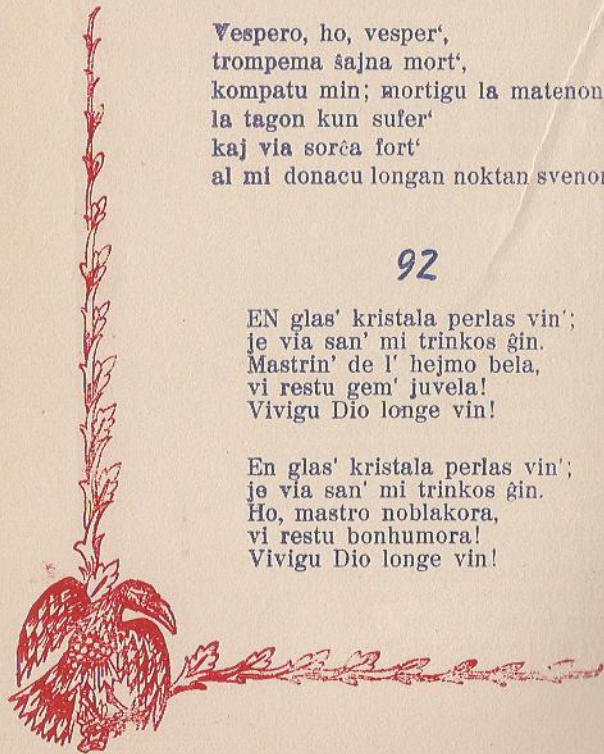 Vespero, ho, vesper‘,
trompema ŝajna mort‘,
kompatu min; mortigu la matenon
la tagon kun sufer‘
kaj via sorĉa fort‘
al mi donacu longan noktan svenon
92
EN glas' kristala perlas vin';
je via san' mi trinkos ĝin.
Mastrin' de l' hejmo bela,
vi restu gem' juvela!
Vivigu Dio longe vin!
En glas' kristala perlas vin';
je via san' mi trinkos ĝin.
Ho, mastro noblakora,
vi restu bonhumora!
Vivigu Dio longe vin!